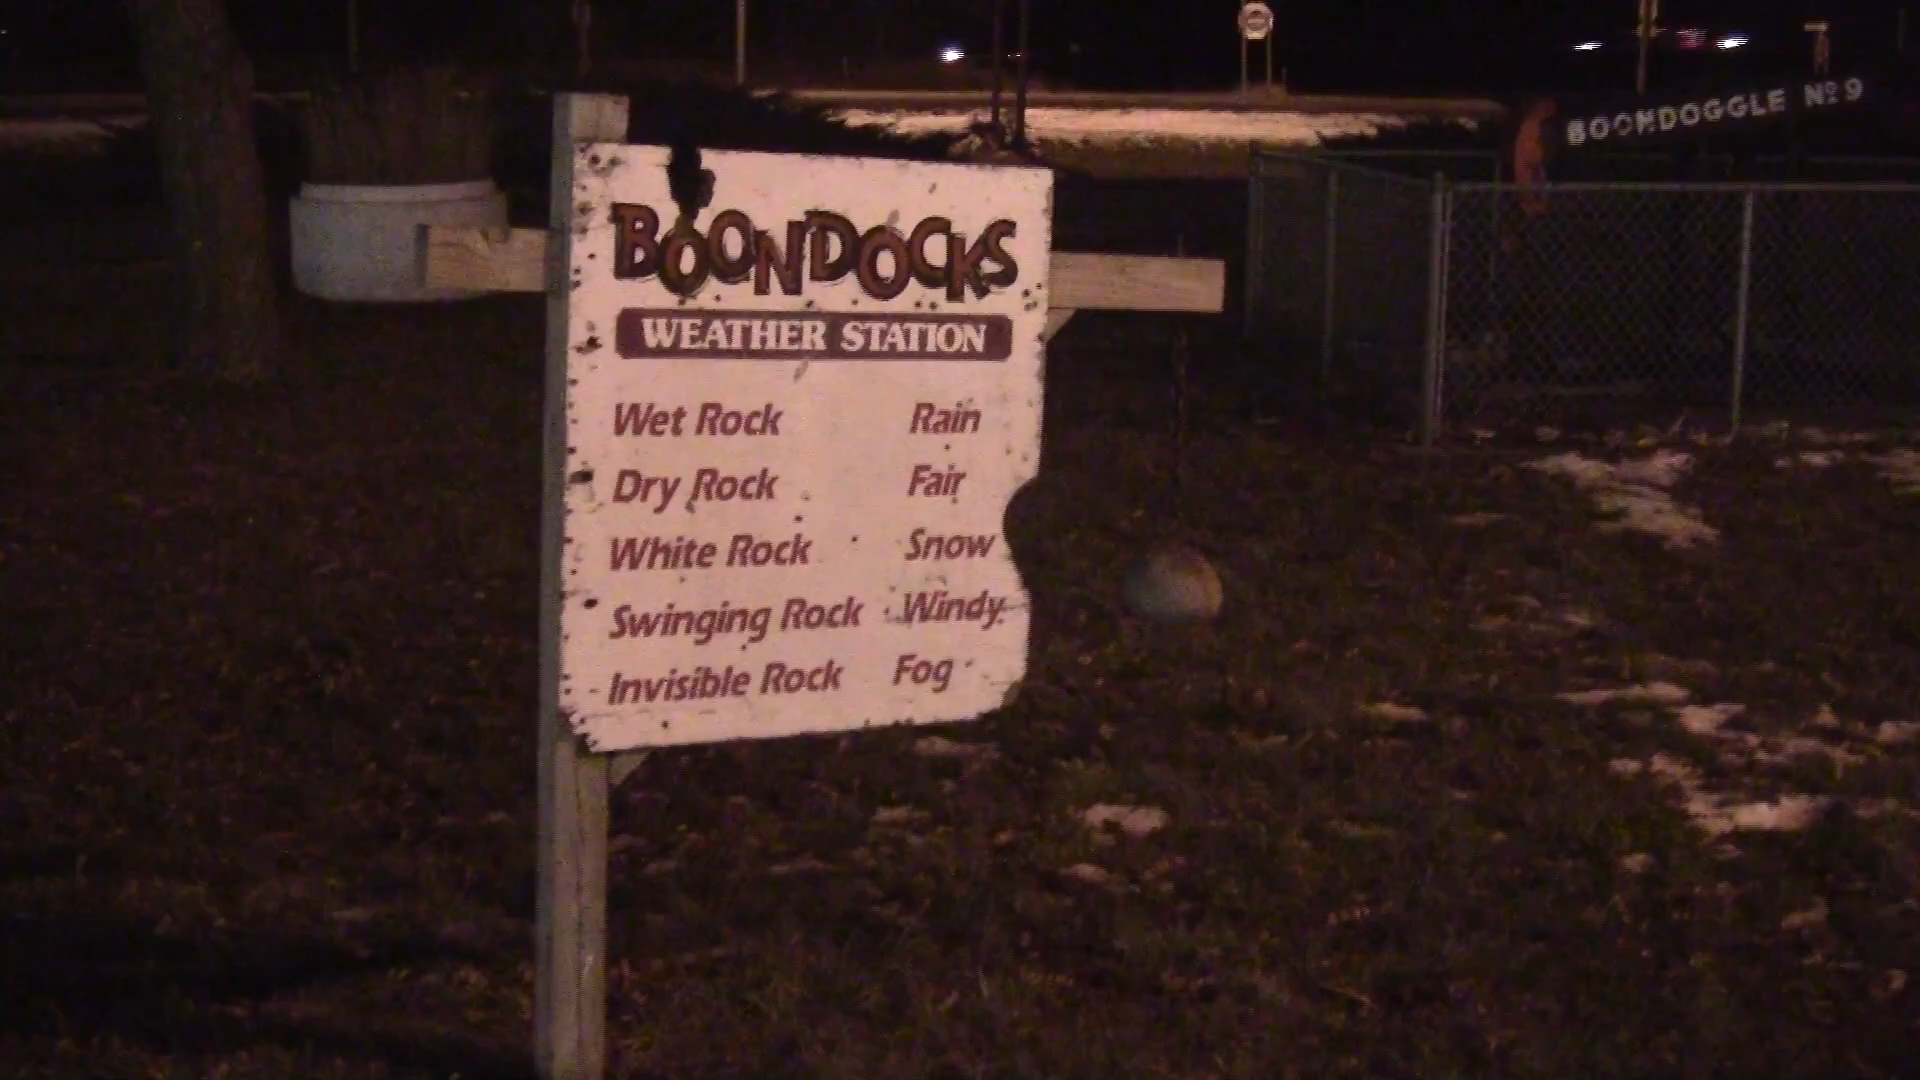 BOONDOGGLE Nº 9
BOONDOCKS
WEATHER STATION
Wet Rock Rain
Dry Rock Fair
White Rock Snow
Swinging Rock Windy
Invisible Rock Fog